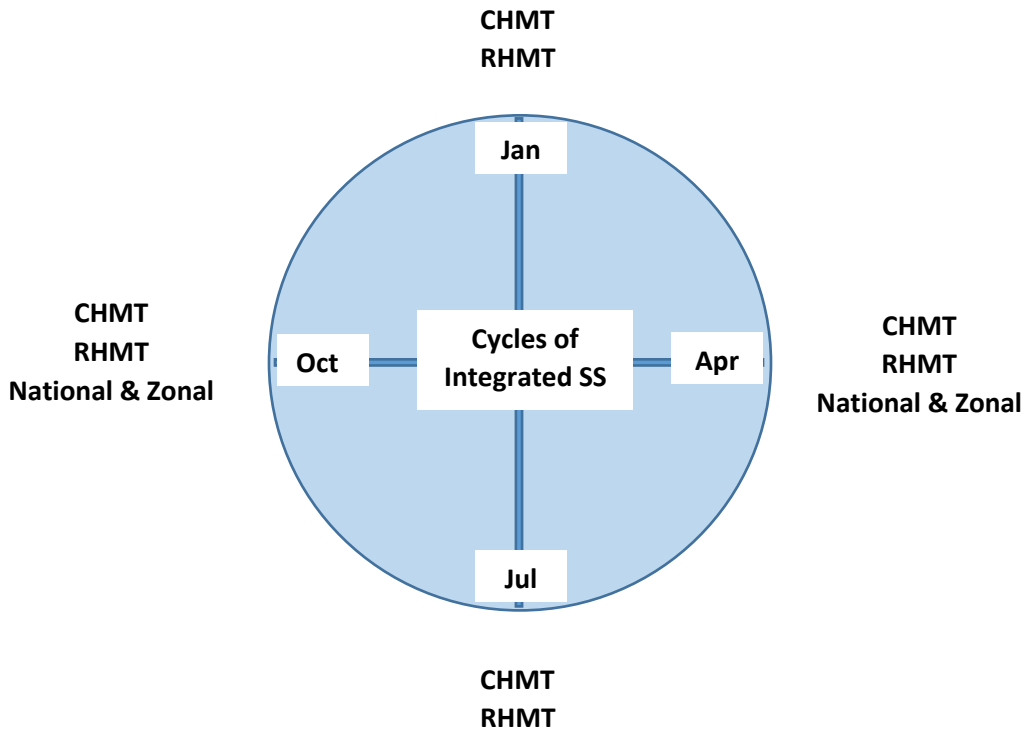 CHMT
RHMT
Jan
CHMT
RHMT
National & Zonal
Oct
Cycles of
Integrated SS
Apr
CHMT
RHMT
National & Zonal
Jul
CHMT
RHMT